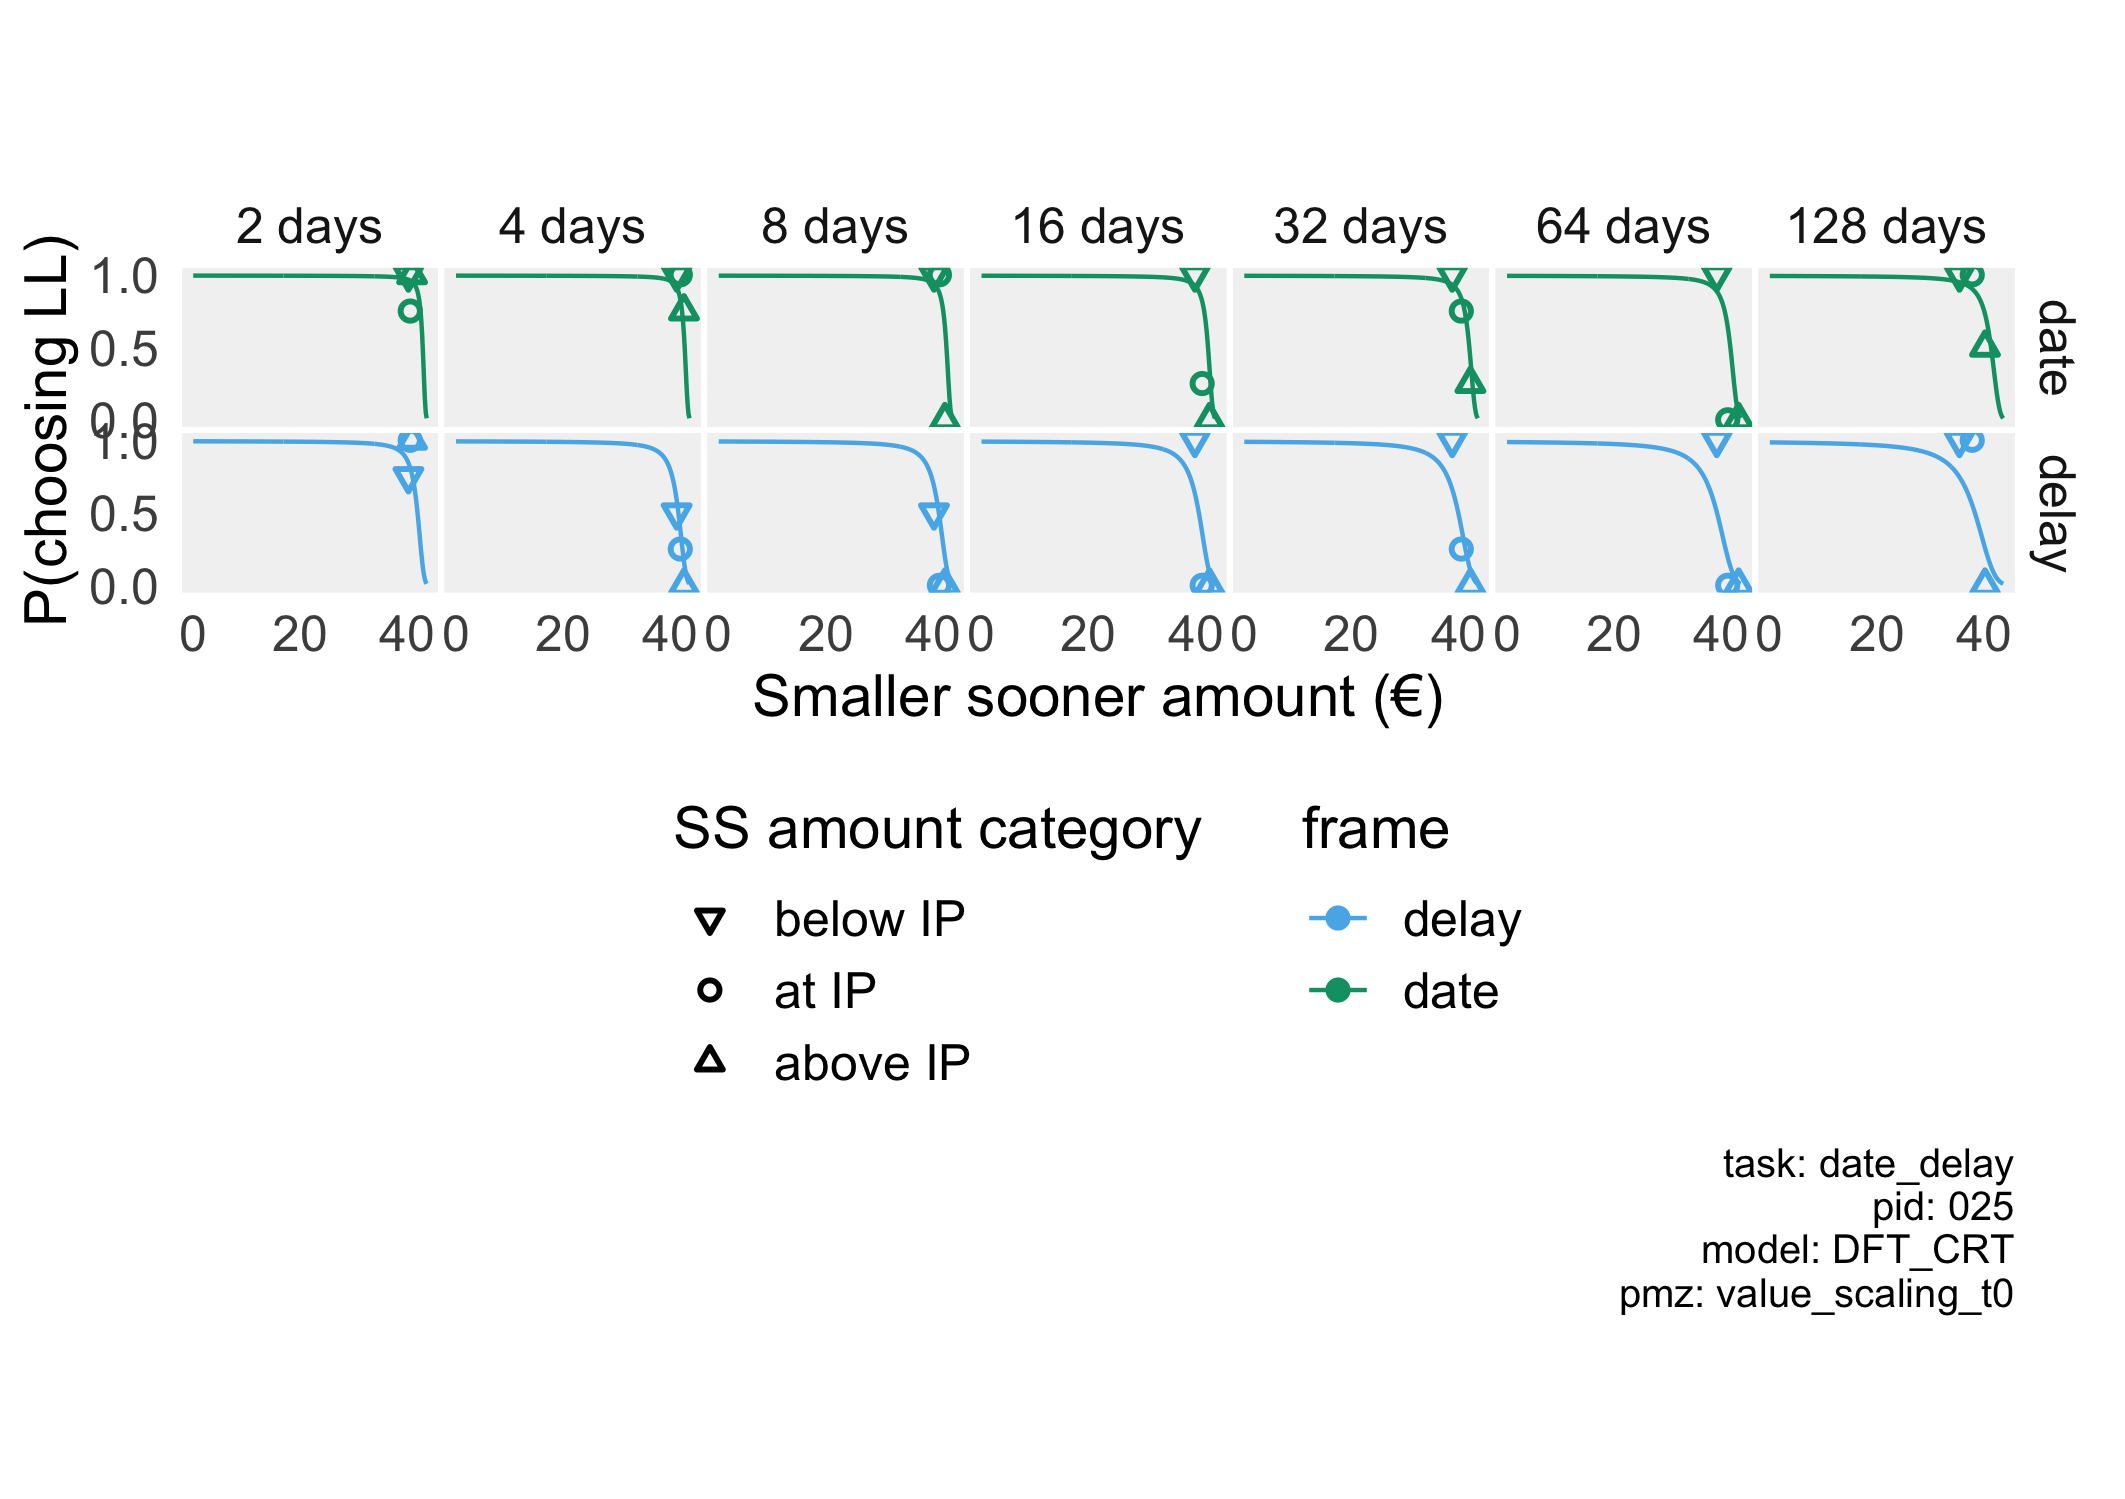 2 days 4 days 8 days 16 days 32 days 64 days 128 days
P(choosing LL)
1.0
0.5
0.0
date
1.0
0.5
0.0
delay
0 20 40 0 20 40 0 20 40 0 20 40 0 20 40 0 20 40 0 20 40
Smaller sooner amount (€)
SS amount category
below IP
at IP
above IP
frame
delay
date
task: date_delay
pid: 025
model: DFT_CRT
pmz: value_scaling_t0